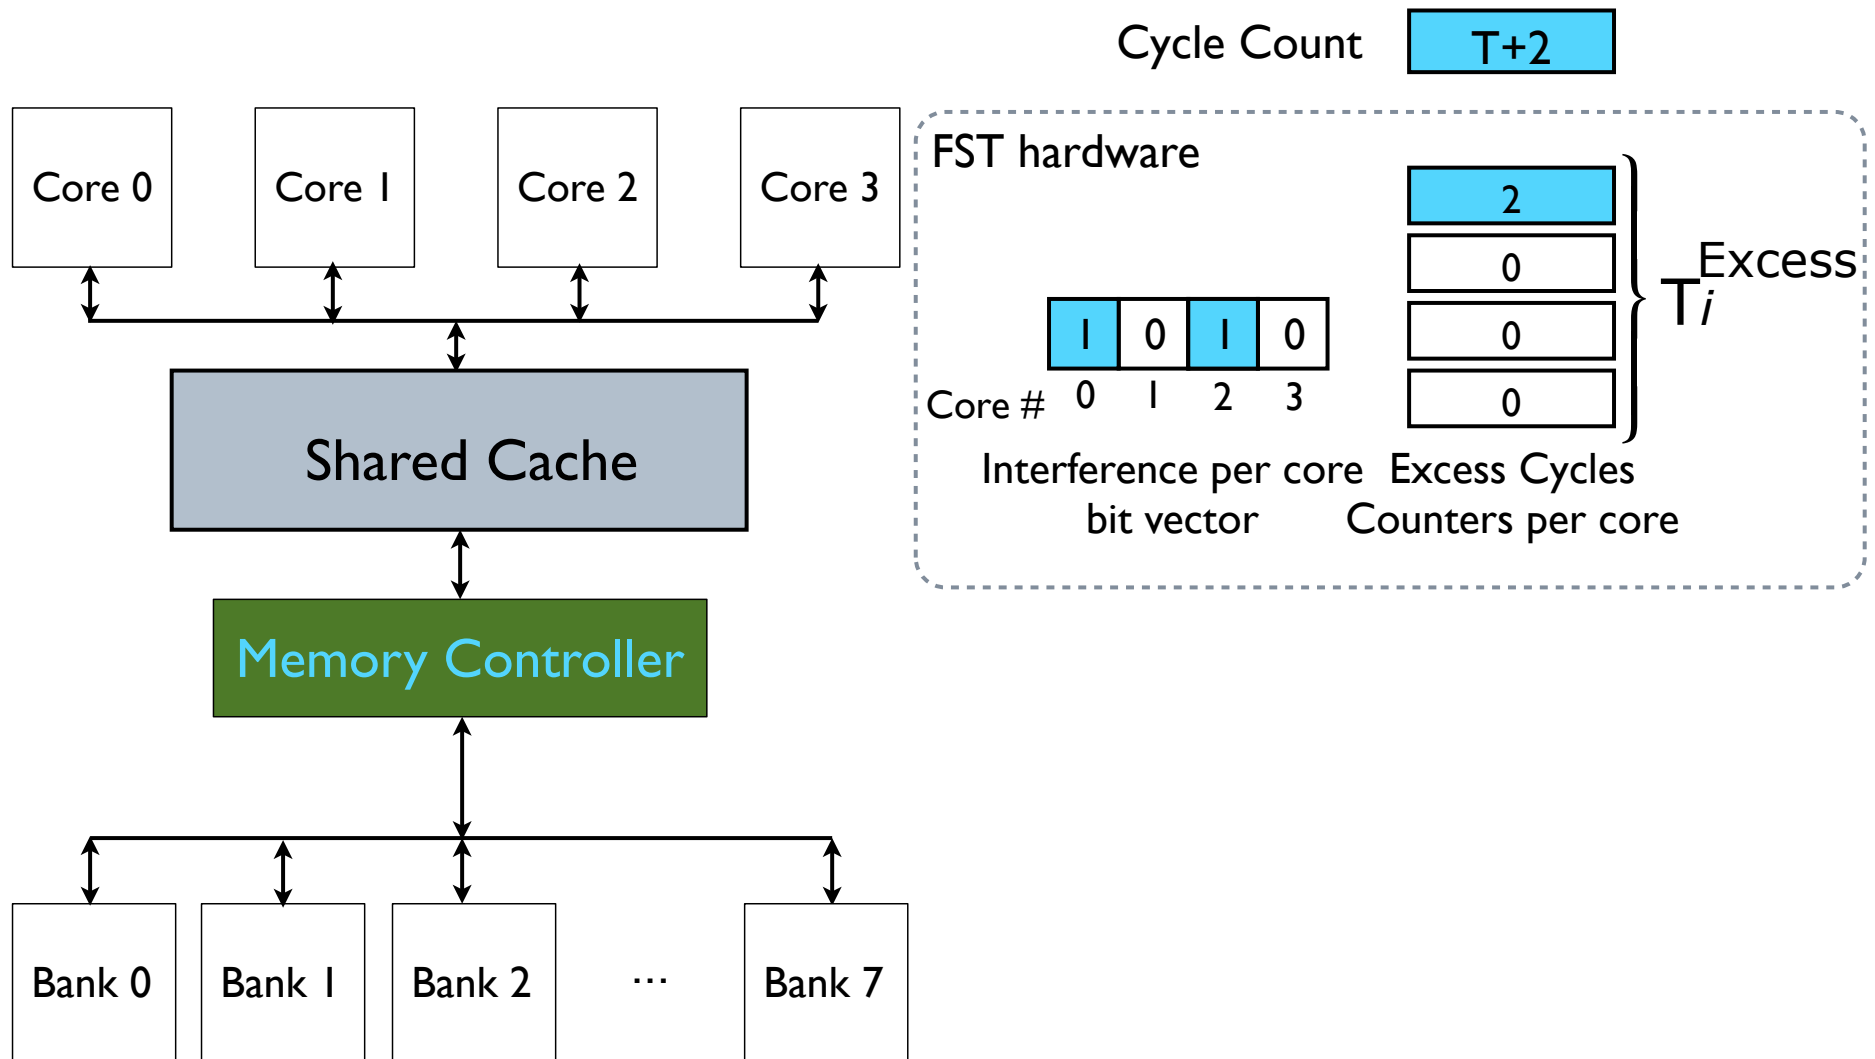 Cycle Count
T+2
Core 0
Core 1
Core 2
Core 3
FST hardware
2
0
0
0
T i Excess
1 0 1 0
Core # 0 1 2 3
Interference per core
bit vector
Excess Cycles
Counters per core
Shared Cache
Memory Controller
Bank 0
Bank 1
Bank 2
...
Bank 7